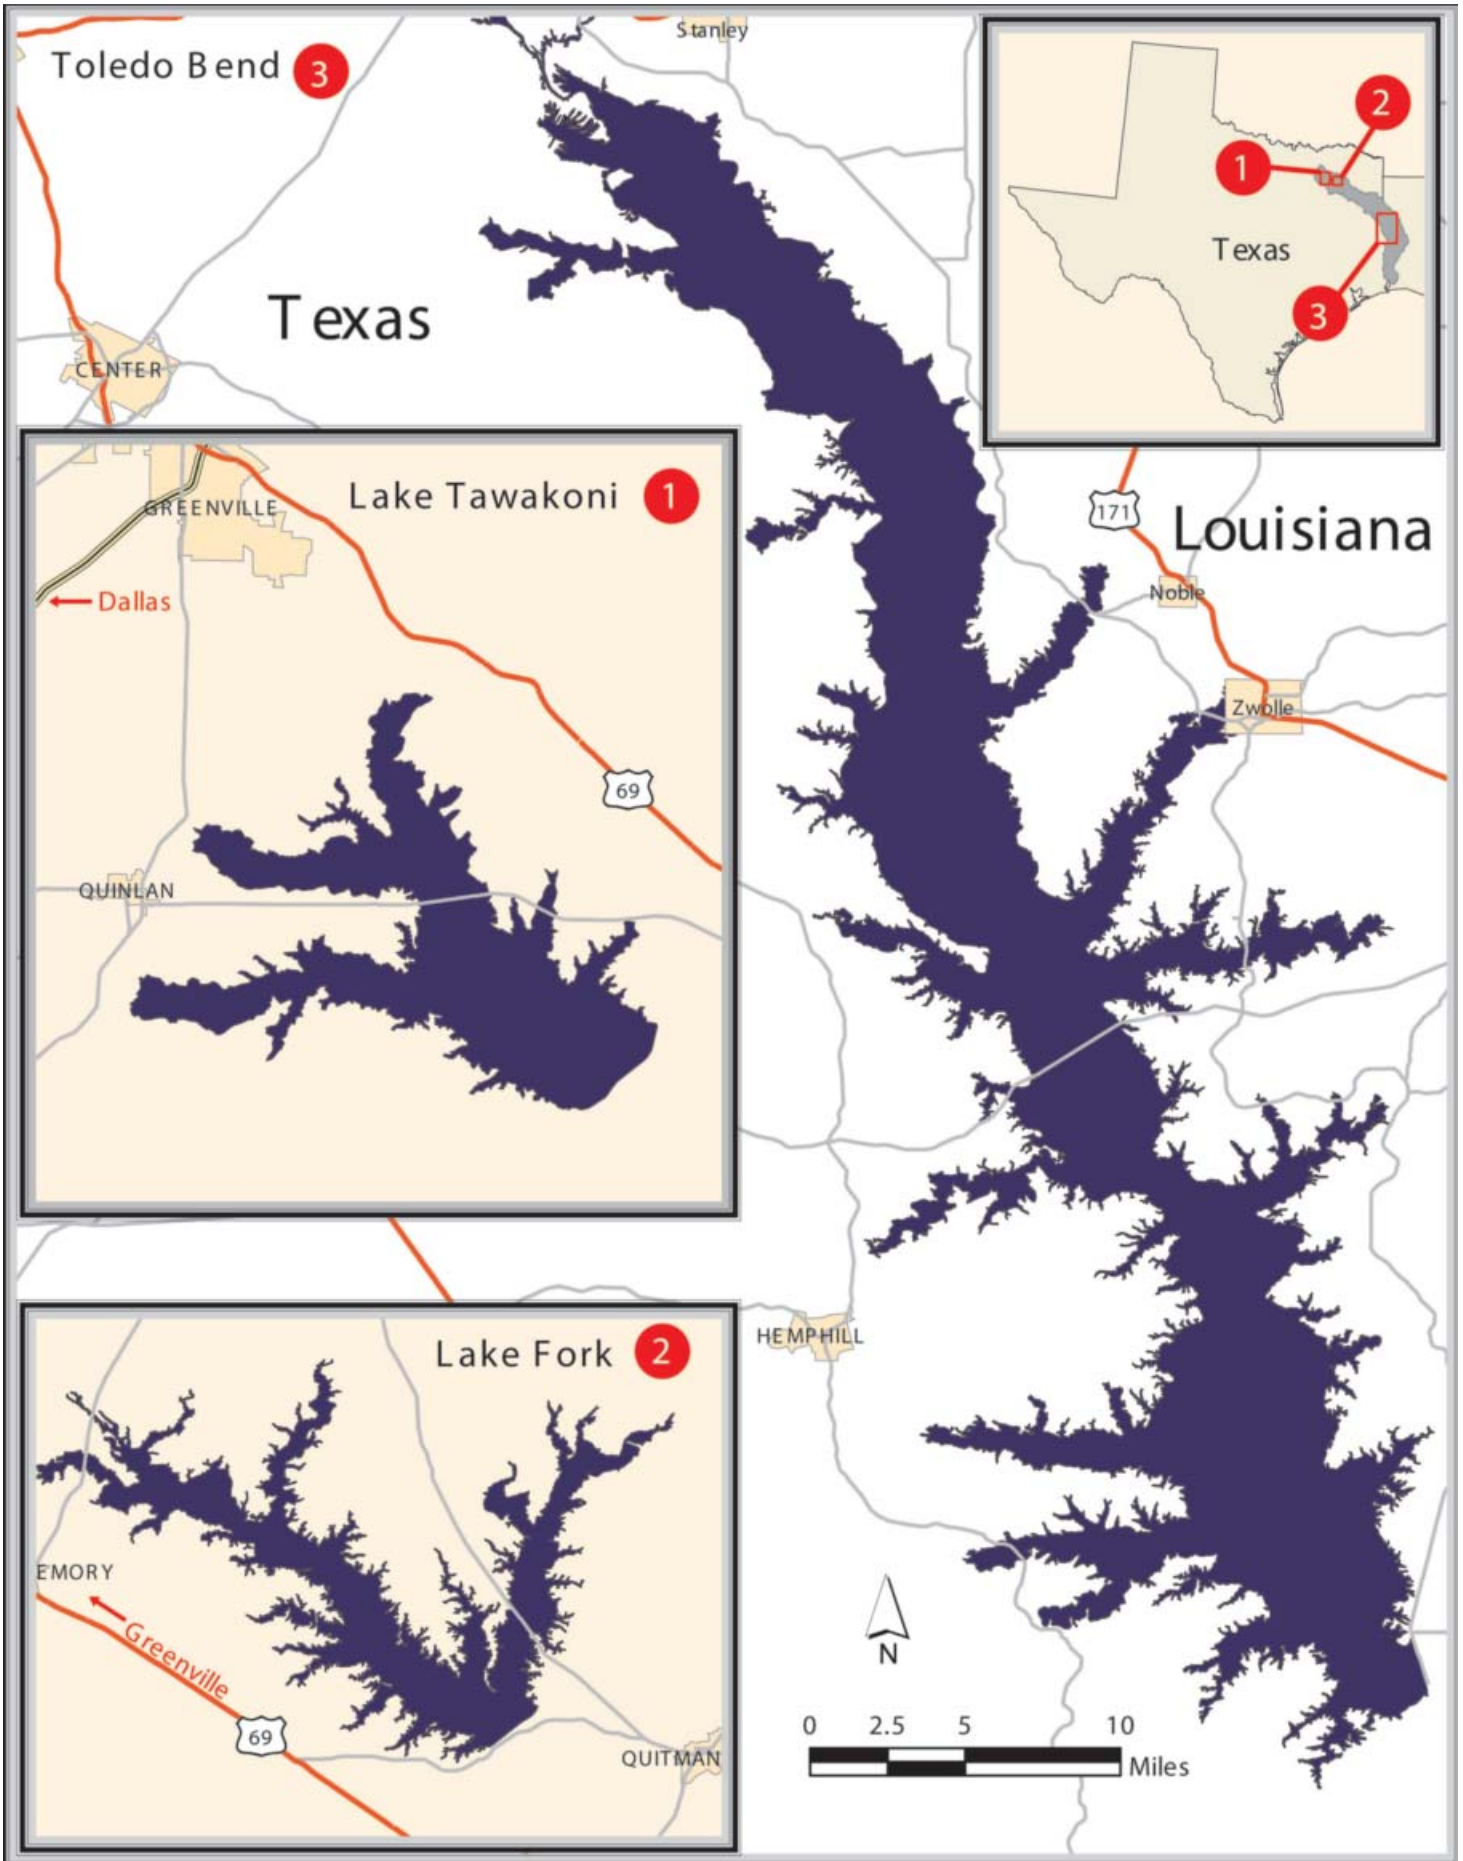 Stanley
Toledo Bend 3
2
1
Texas
3
Texas
CENTER
171
Louisiana
Noble
Zwolle
Lake Tawakoni 1
GREENVILLE
Dallas
69
QUINLAN
HEMPHILL
Lake Fork 2
EMORY
Greenville
69
QUITMAN
N
0 2.5 5 10
Miles